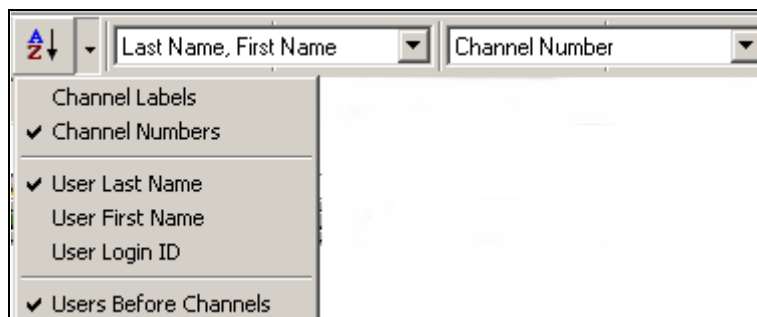 AZ Last Name, First Name Channel Number
Channel Labels
Channel Numbers
User Last Name
User First Name
User Login ID
Users Before Channels